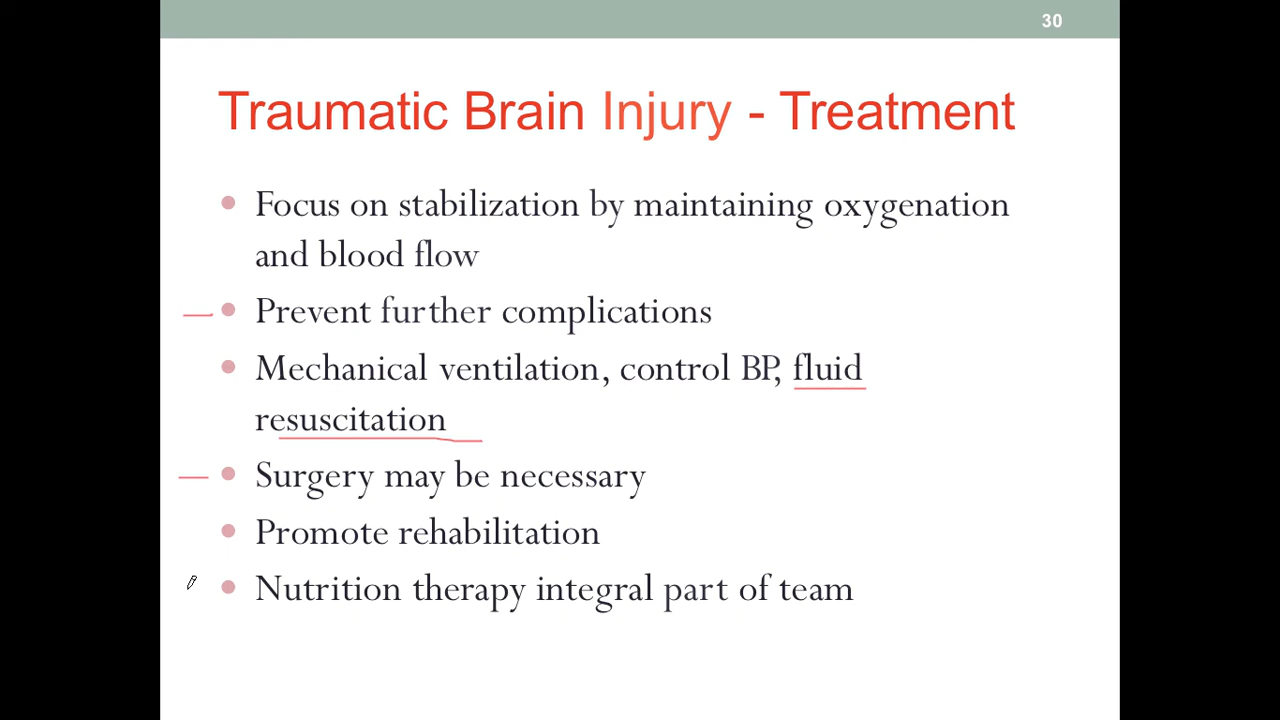 30
Traumatic Brain Injury - Treatment
• Focus on stabilization by maintaining oxygenation
and blood flow
• Prevent further complications
• Mechanical ventilation, control BP, fluid
resuscitation
• Surgery may be necessary
• Promote rehabilitation
• Nutrition therapy integral part of team